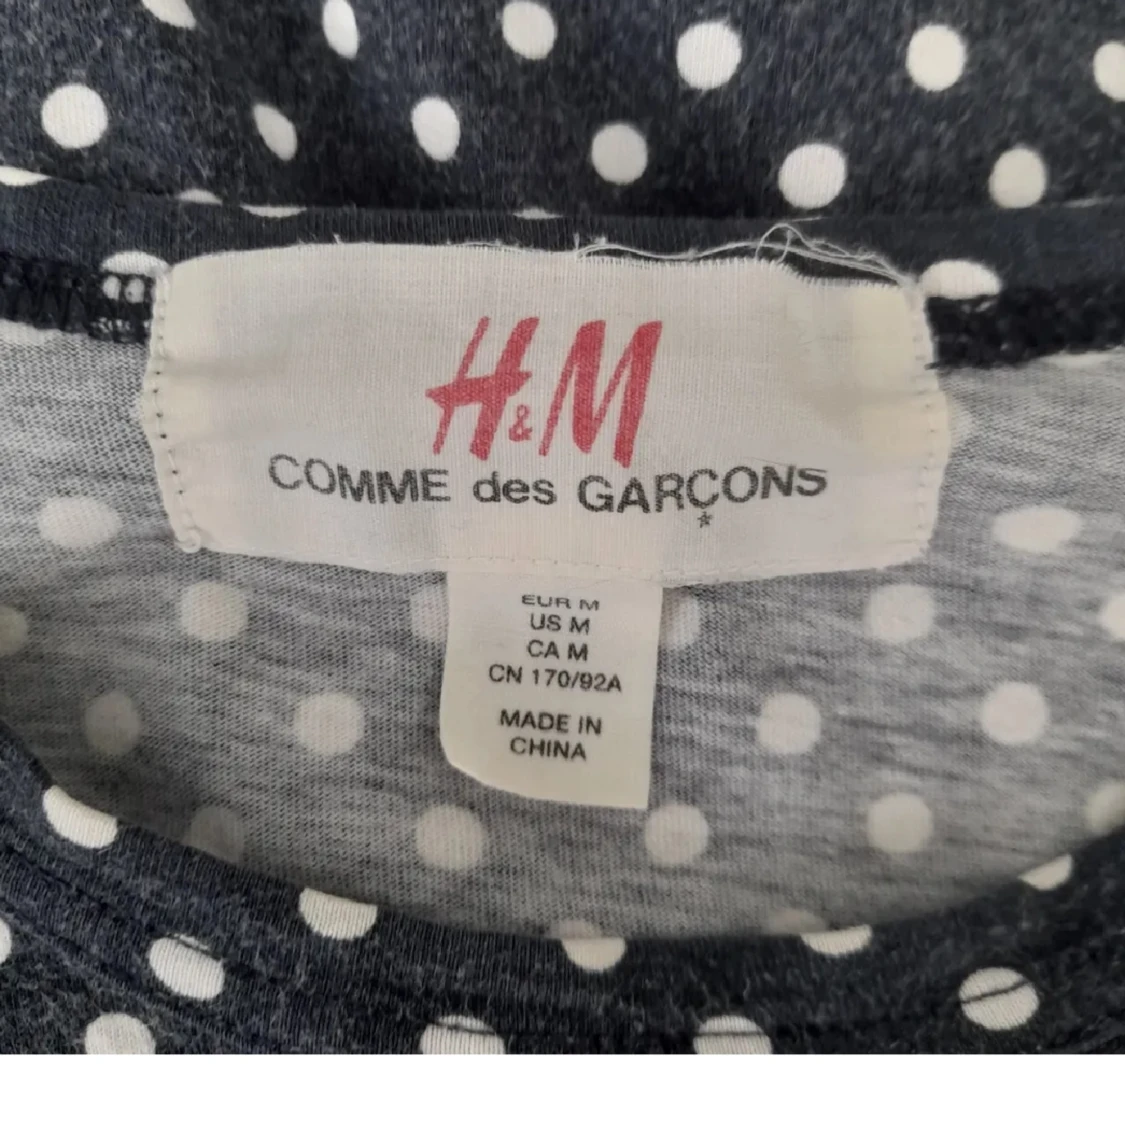 H&M
COMME des GARÇONS
*
EUR M
US M
CA M
CN 170/92A
MADE IN
CHINA